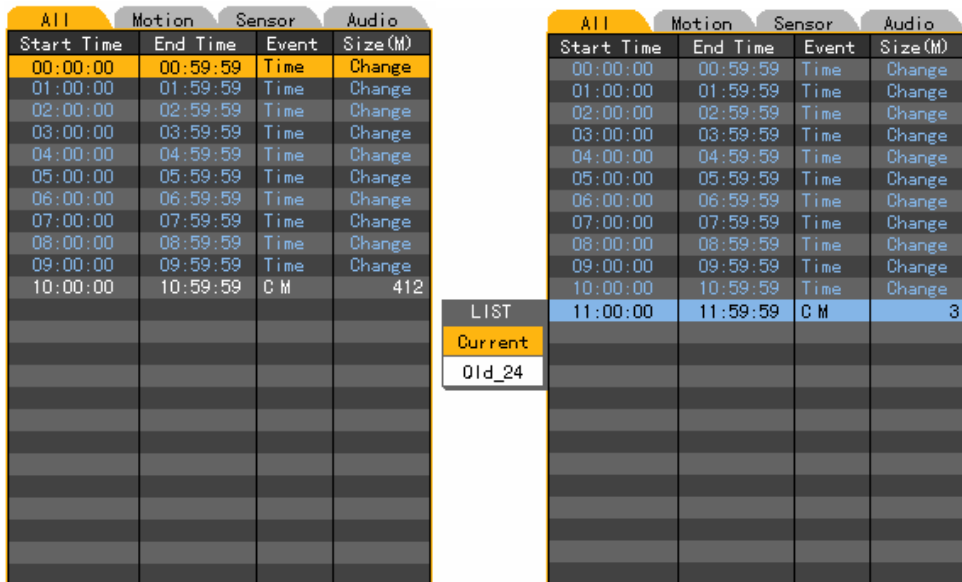 All Motion Sensor Audio
Start Time End Time Event Size(M)
00:00:00 00:59:59 Time Change
01:00:00 01:59:59 Time Change
02:00:00 02:59:59 Time Change
03:00:00 03:59:59 Time Change
04:00:00 04:59:59 Time Change
05:00:00 05:59:59 Time Change
06:00:00 06:59:59 Time Change
07:00:00 07:59:59 Time Change
08:00:00 08:59:59 Time Change
09:00:00 09:59:59 Time Change
10:00:00 10:59:59 C M 412
LIST
Current
Old_24
All Motion Sensor Audio
Start Time End Time Event Size(M)
00:00:00 00:59:59 Time Change
01:00:00 01:59:59 Time Change
02:00:00 02:59:59 Time Change
03:00:00 03:59:59 Time Change
04:00:00 04:59:59 Time Change
05:00:00 05:59:59 Time Change
06:00:00 06:59:59 Time Change
07:00:00 07:59:59 Time Change
08:00:00 08:59:59 Time Change
09:00:00 09:59:59 Time Change
10:00:00 10:59:59 Time Change
11:00:00 11:59:59 C M 3